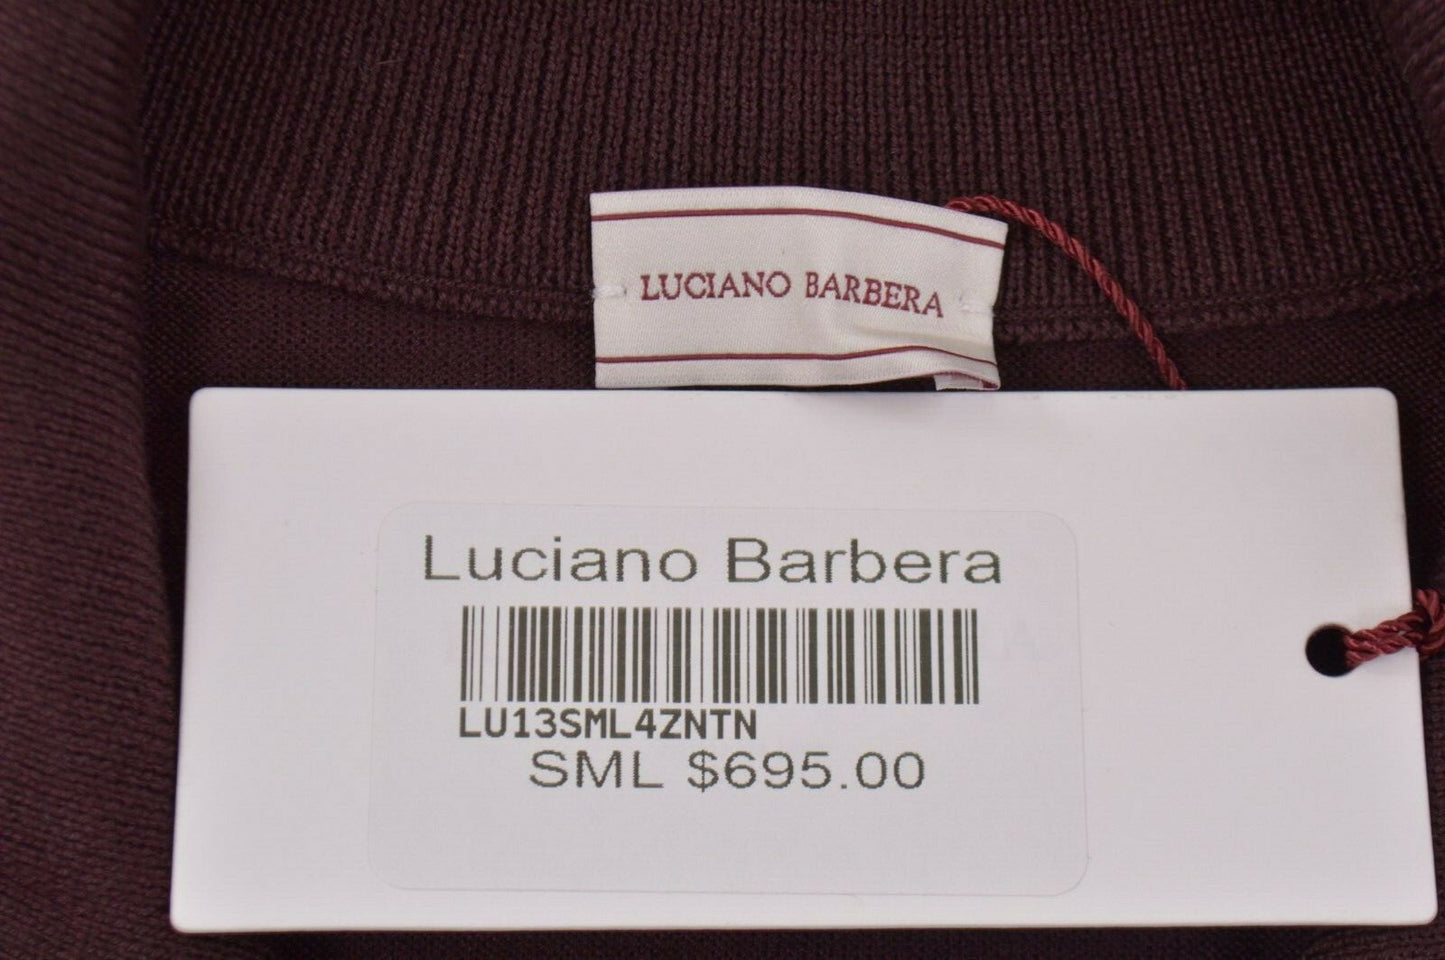 LUCIANO BARBERA
Luciano Barbera
LU13SML4ZNTN
SML $695.00